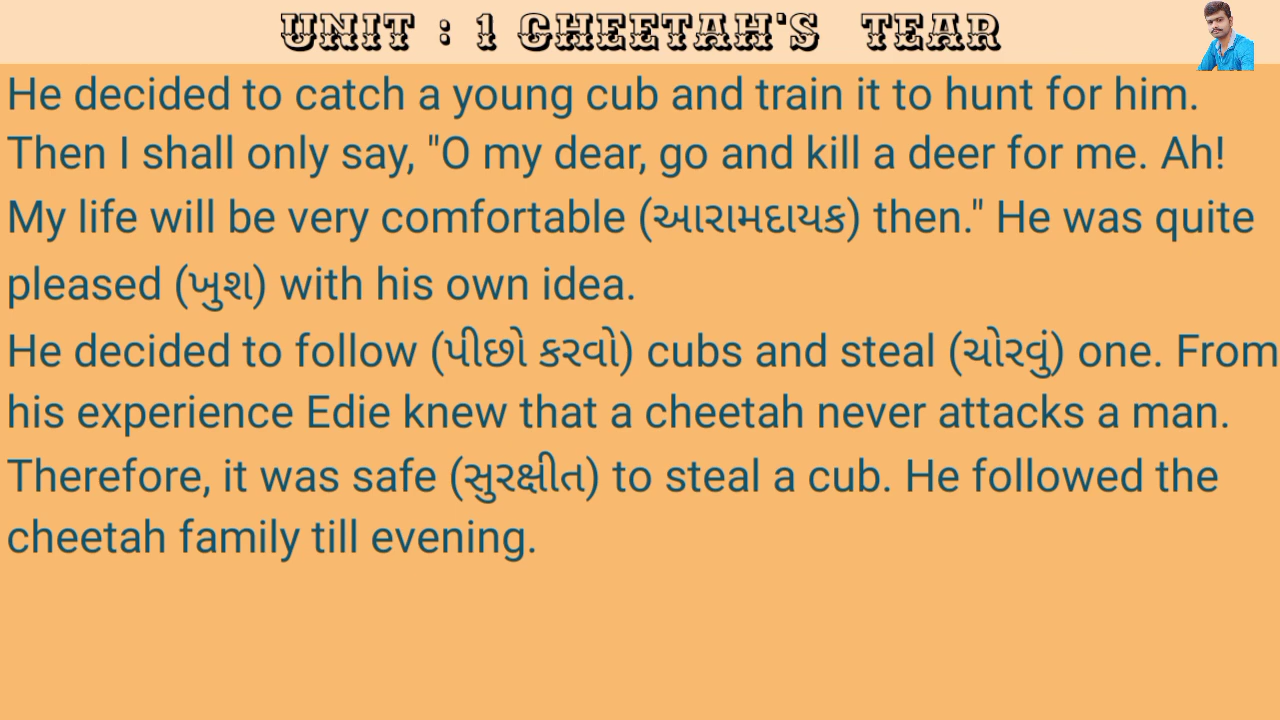 UNIT : 1 CHEETAH'S TEAR
He decided to catch a young cub and train it to hunt for him.
Then I shall only say, "O my dear, go and kill a deer for me. Ah!
My life will be very comfortable (આરામદાયક) then." He was quite
pleased (ખુશ) with his own idea.
He decided to follow (પીછો કરવો) cubs and steal (ચોરવું) one. From
his experience Edie knew that a cheetah never attacks a man.
Therefore, it was safe (સુરક્ષીત) to steal a cub. He followed the
cheetah family till evening.